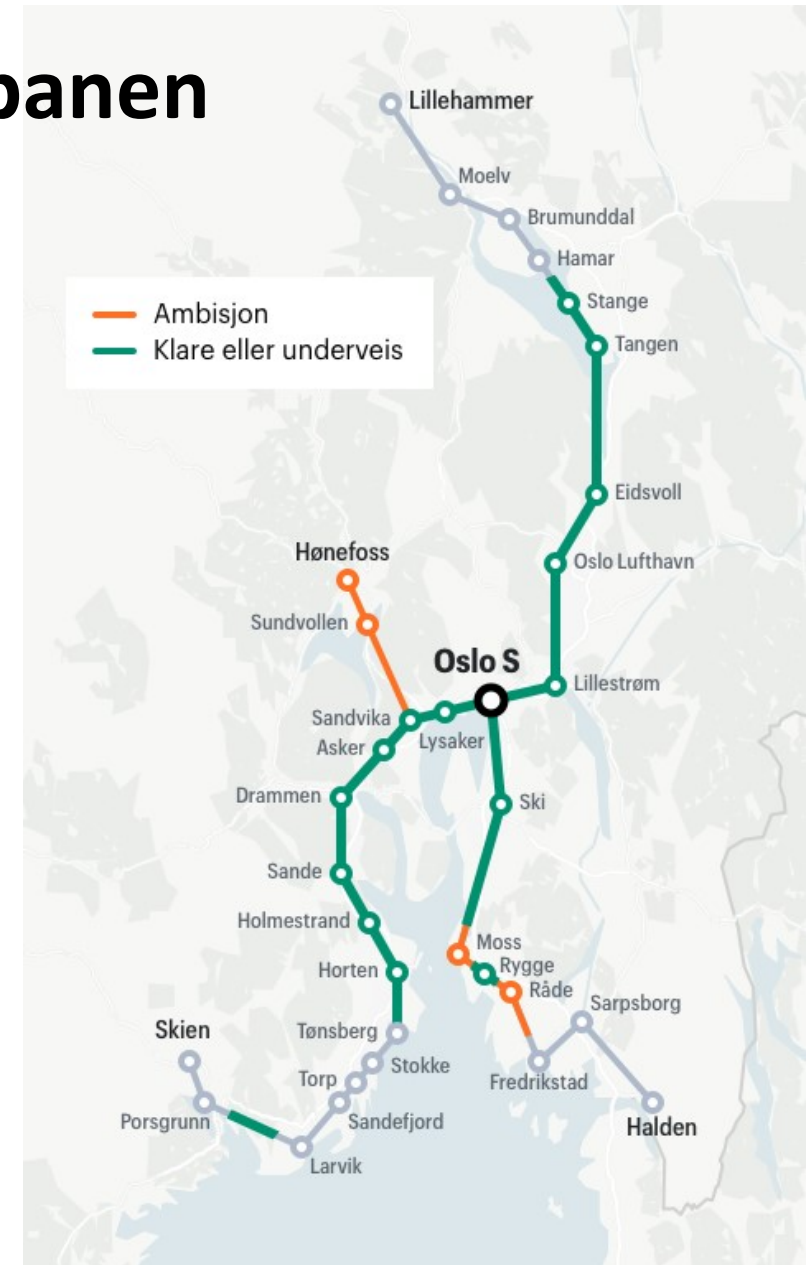 banen
Lillehammer
Moelv
Brumunddal
Hamar
Ambisjon
Klare eller underveis
Stange
Tangen
Eidsvoll
Hønefoss
Oslo Lufthavn
Sundvollen
Oslo S
Lillestrøm
Sandvika
Lysaker
Asker
Drammen
Ski
Sande
Holmestrand
Moss
Rygge
Horten
Råde
Sarpsborg
Skien
Tønsberg
Stokke
Torp
Fredrikstad
Porsgrunn
Sandefjord
Halden
Larvik